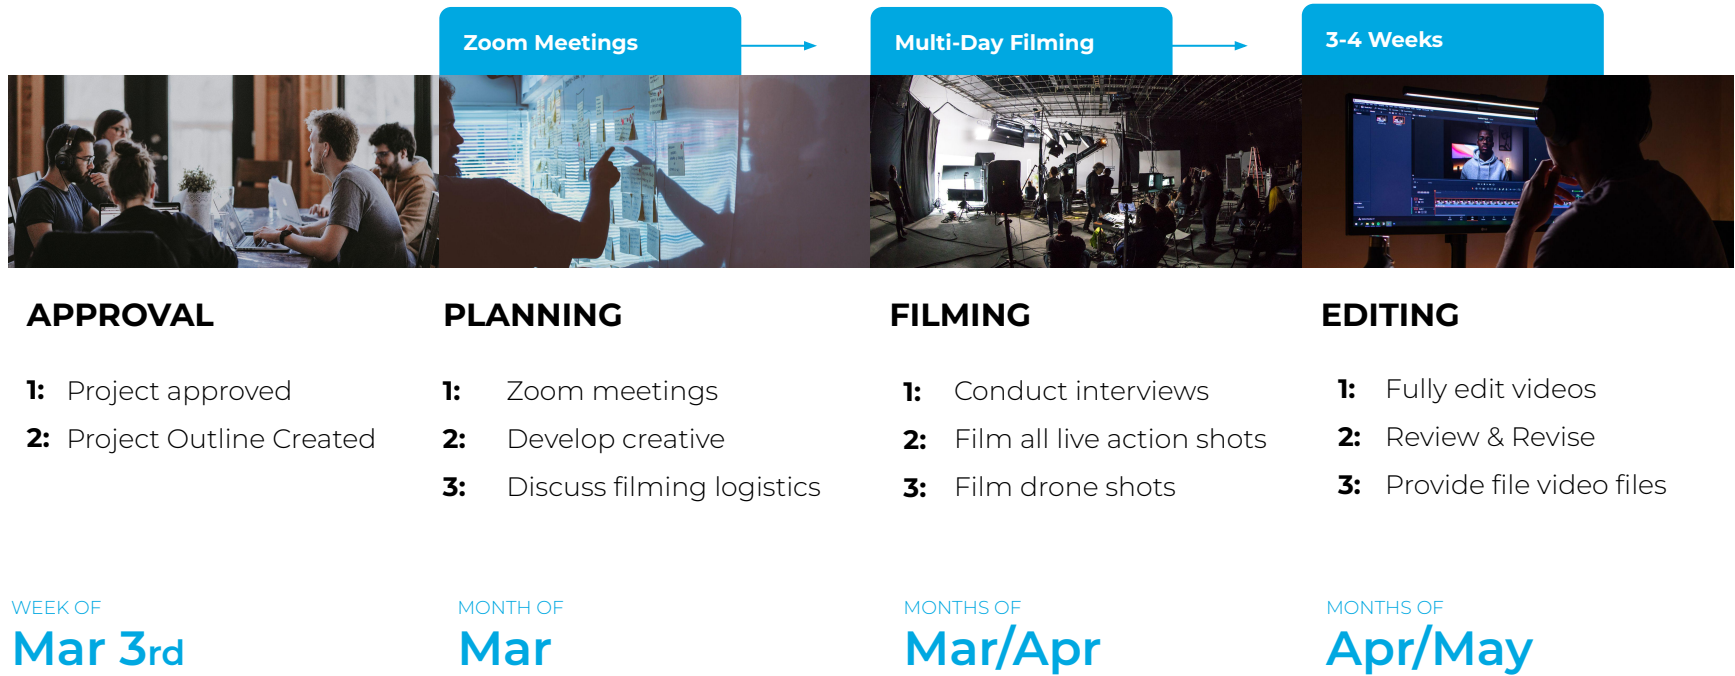 Zoom Meetings
Multi-Day Filming
3-4 Weeks
APPROVAL
1: Project approved
2: Project Outline Created
WEEK OF
Mar 3rd
PLANNING
1: Zoom meetings
2: Develop creative
3: Discuss filming logistics
MONTH OF
Mar
FILMING
1: Conduct interviews
2: Film all live action shots
3: Film drone shots
MONTHS OF
Mar/Apr
EDITING
1: Fully edit videos
2: Review & Revise
3: Provide file video files
MONTHS OF
Apr/May